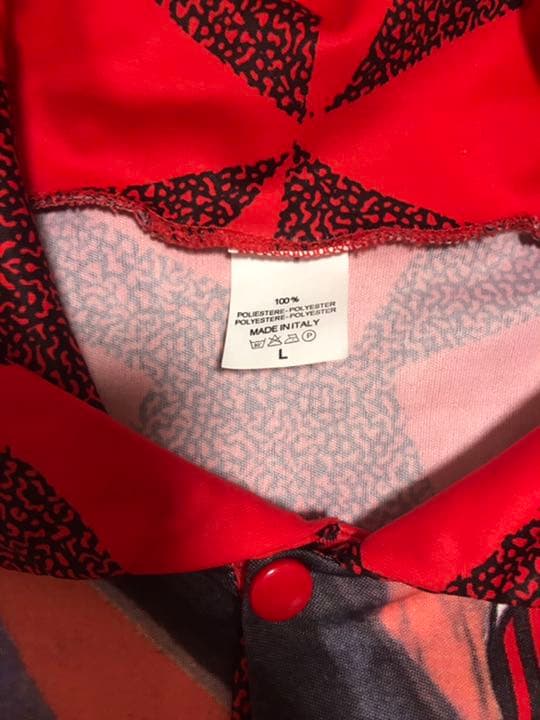 100%
POLIESTERE-POLYESTER
POLYESTERE-POLYESTER
MADE IN ITALY
P
L